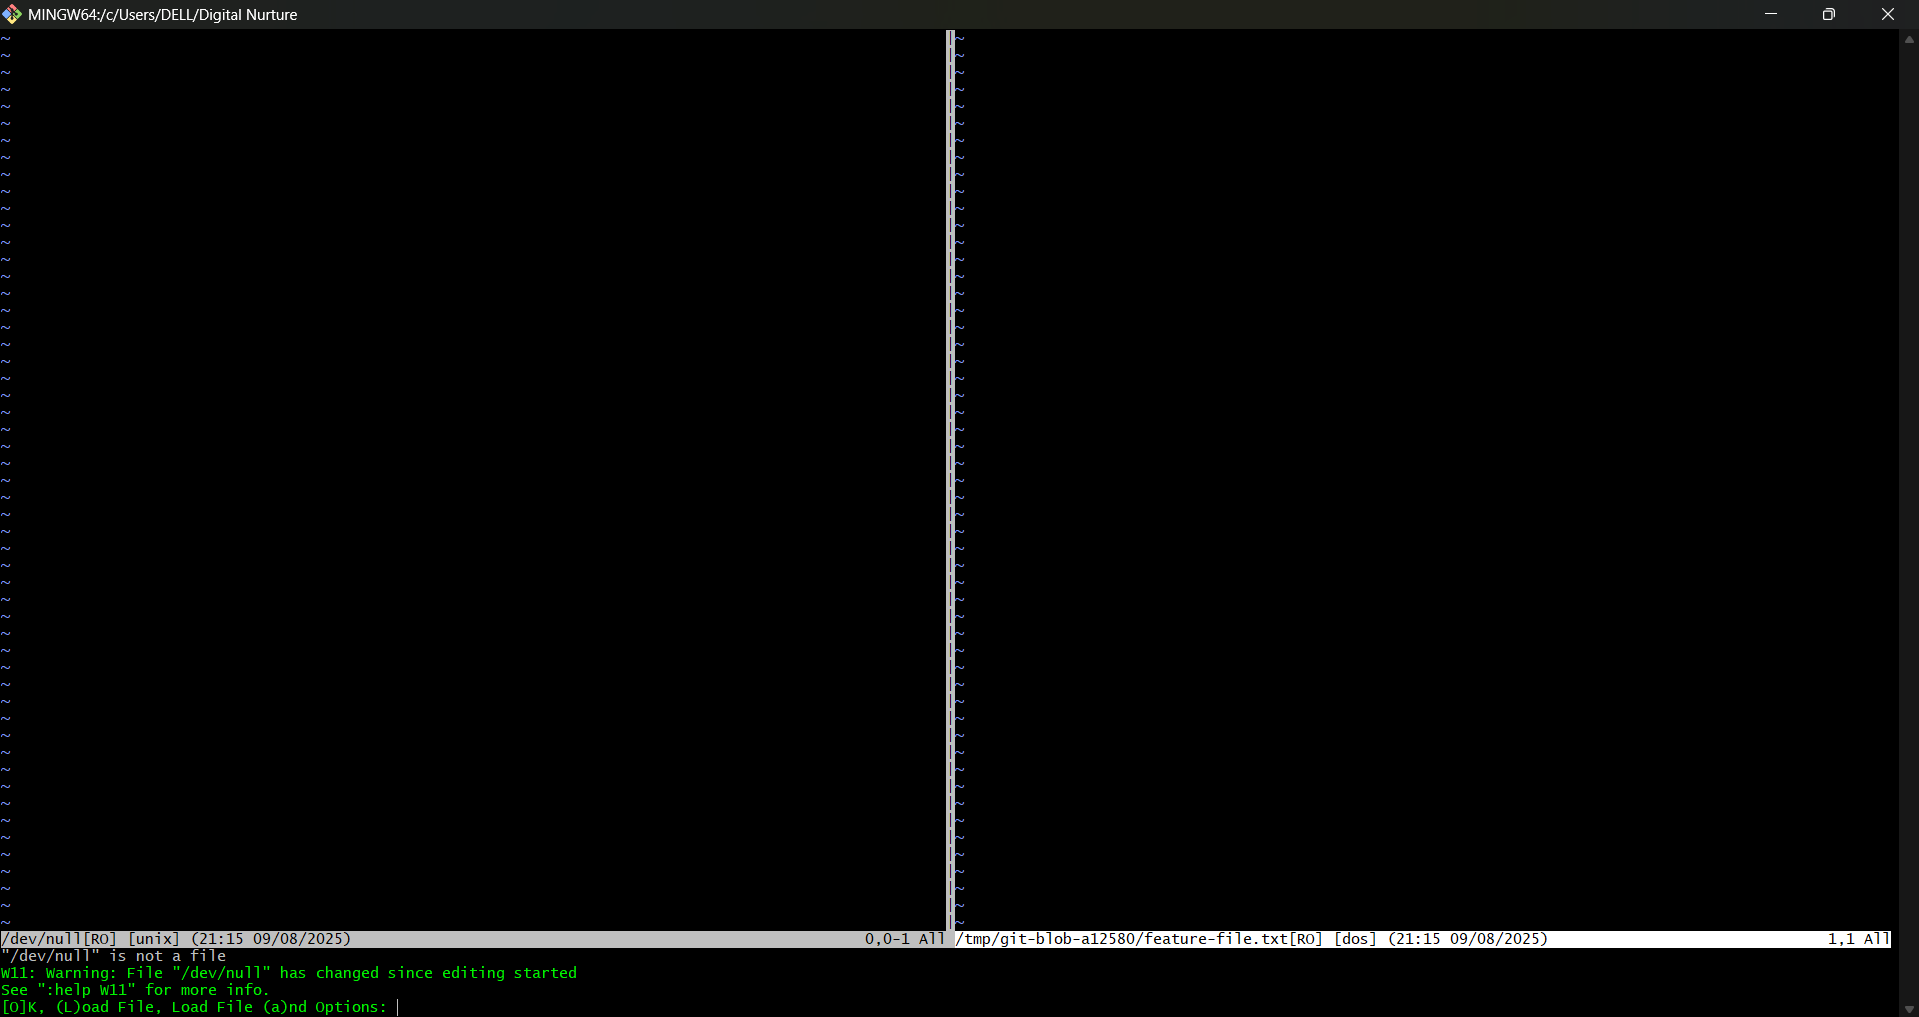 MINGW64:/c/Users/DELL/Digital Nurture
/dev/null[RO] [unix] (21:15 09/08/2025) 0,0-1 All /tmp/git-blob-a12580/feature-file.txt[RO] [dos] (21:15 09/08/2025) 1,1 All
"/dev/null" is not a file
W11: Warning: File "/dev/null" has changed since editing started
See ":help W11" for more info.
[O]K, (L)oad File, Load File (a)nd Options: